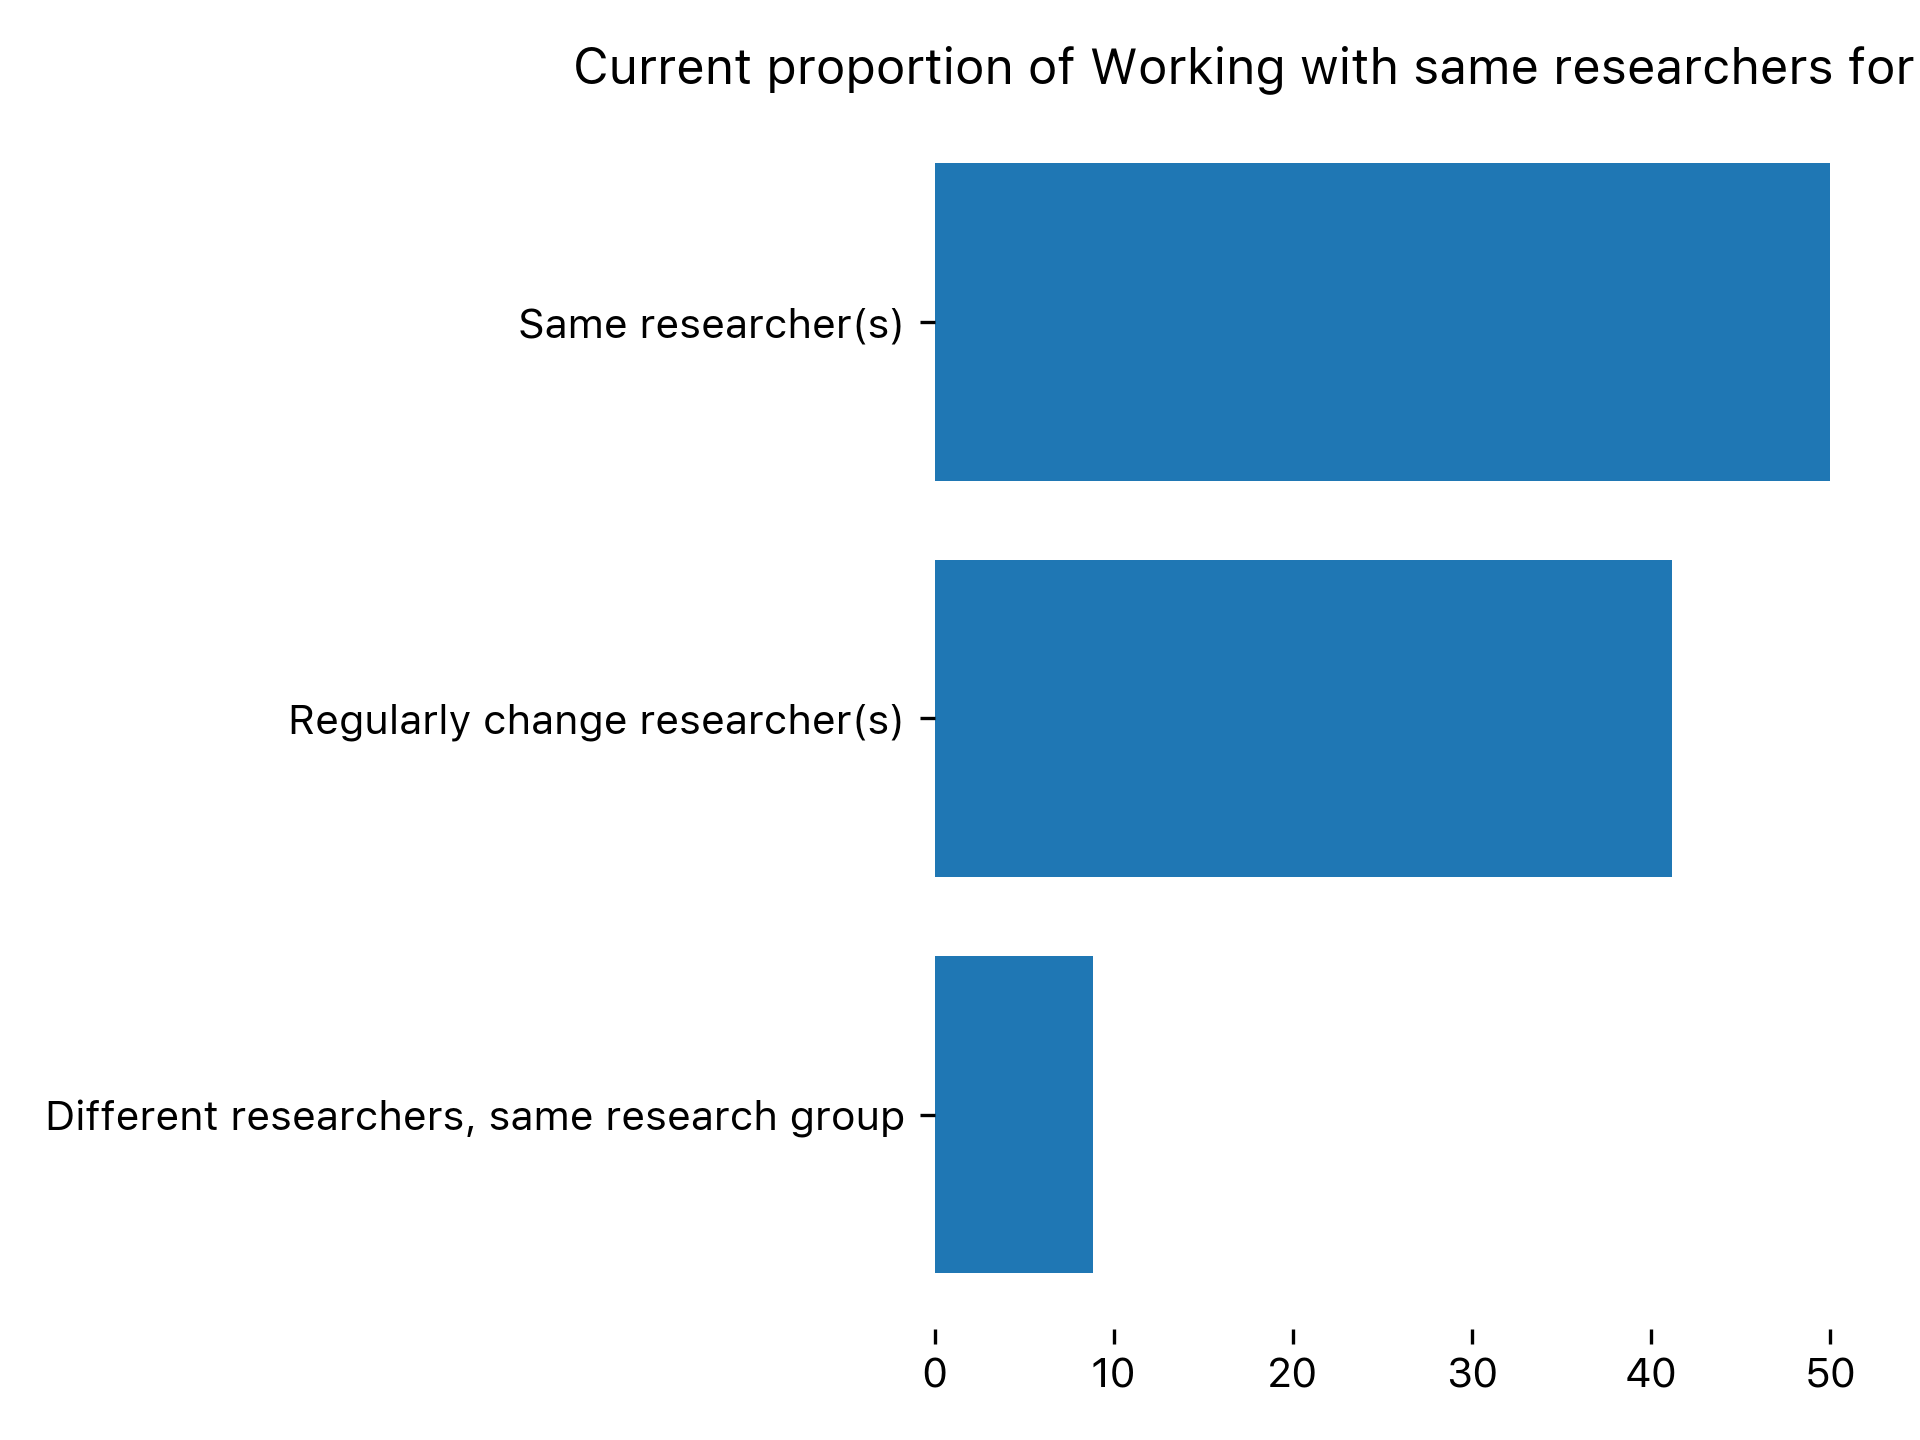 Current proportion of Working with same researchers for
Same researcher(s)
Regularly change researcher(s)
Different researchers, same research group
0 10 20 30 40 50